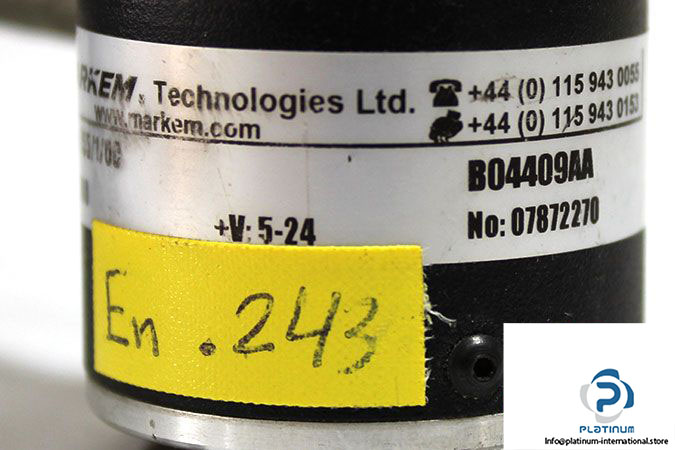 ARKEM. Technologies Ltd.
www.markem.com
+44 (0) 115 943 0055
+44 (0) 115 943 0153
B04409AA
No: 07872270
+V: 5-24
En .243
PLATINUM
Info@platinum-international.store